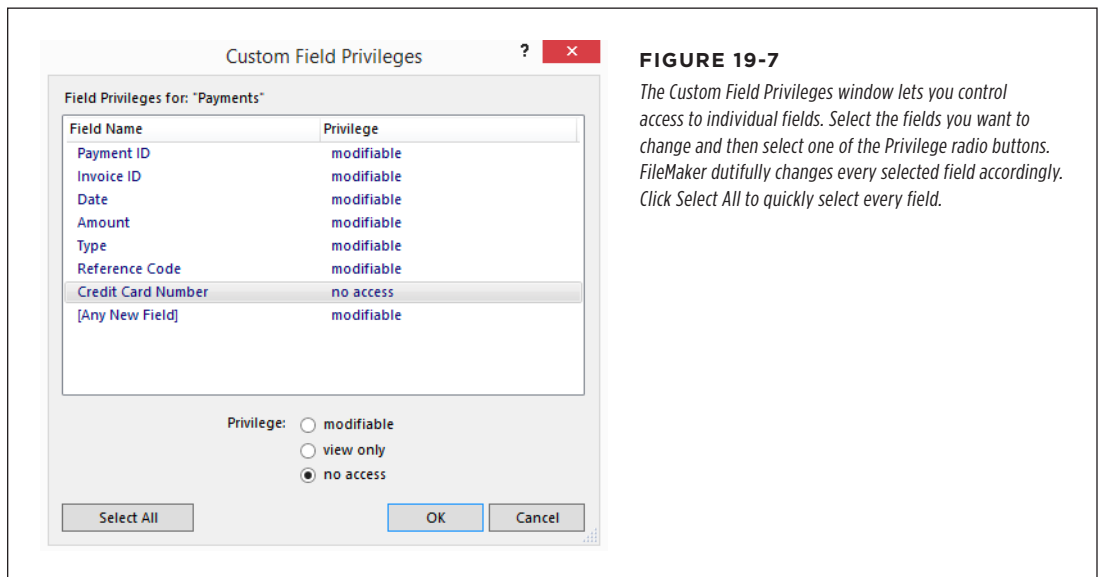 Custom Field Privileges ? ×
Field Privileges for: "Payments"
Field Name Privilege
Payment ID modifiable
Invoice ID modifiable
Date modifiable
Amount modifiable
Type modifiable
Reference Code modifiable
Credit Card Number no access
[Any New Field] modifiable
Privilege: modifiable
view only
no access
Select All OK Cancel
FIGURE 19-7
The Custom Field Privileges window lets you control
access to individual fields. Select the fields you want to
change and then select one of the Privilege radio buttons.
FileMaker dutifully changes every selected field accordingly.
Click Select All to quickly select every field.